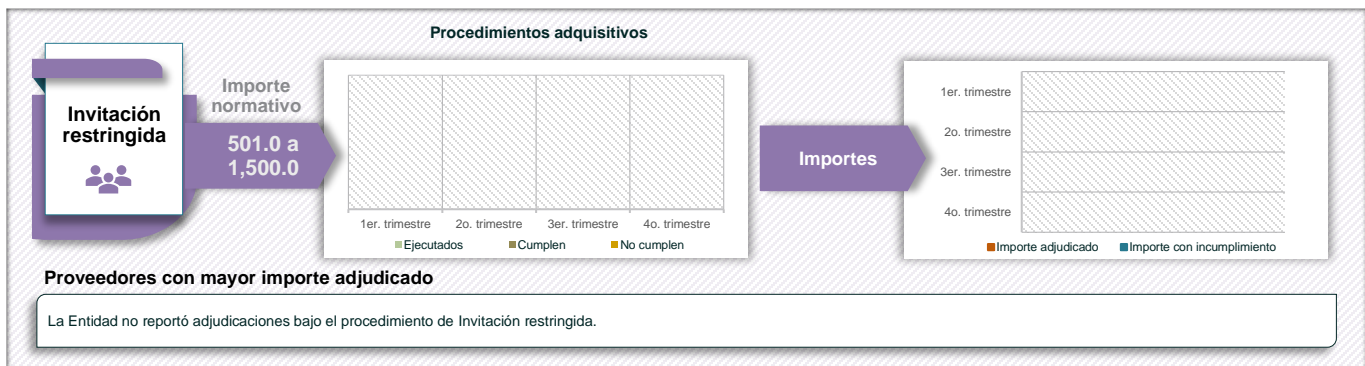 Procedimientos adquisitivos
Invitación
restringida
Importe
normativo
501.0 a
1,500.0
1er. trimestre 2o. trimestre 3er. trimestre 4o. trimestre
Ejecutados Cumplen No cumplen
Importes
1er. trimestre
2o. trimestre
3er. trimestre
4o. trimestre
Importe adjudicado Importe con incumplimiento
Proveedores con mayor importe adjudicado
La Entidad no reportó adjudicaciones bajo el procedimiento de Invitación restringida.